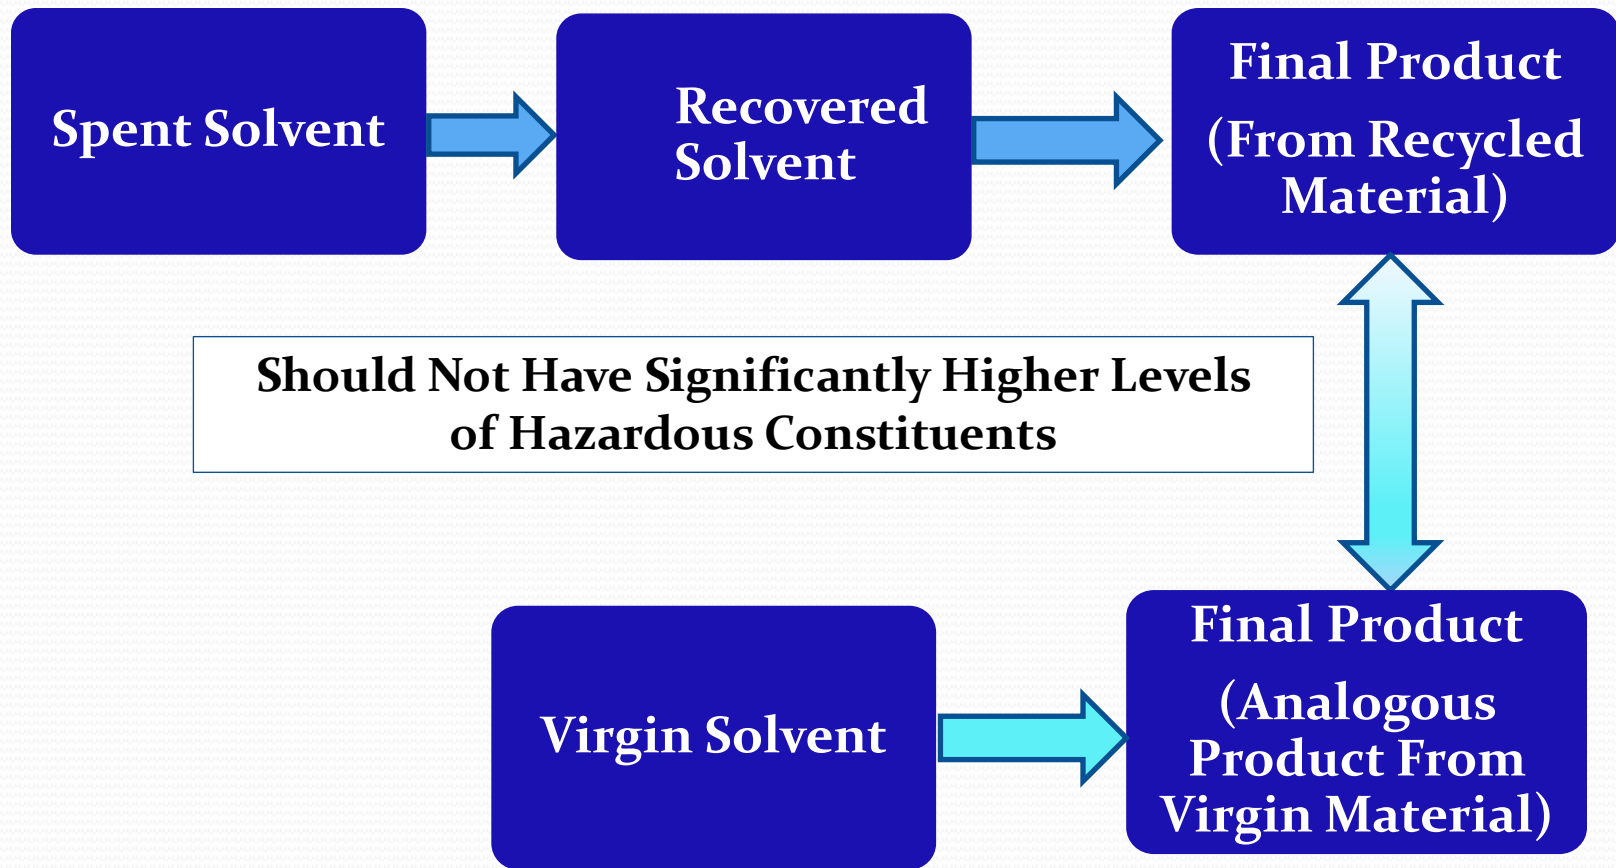 Spent Solvent
Recovered
Solvent
Final Product
(From Recycled
Material)
Should Not Have Significantly Higher Levels
of Hazardous Constituents
Virgin Solvent
Final Product
(Analogous
Product From
Virgin Material)